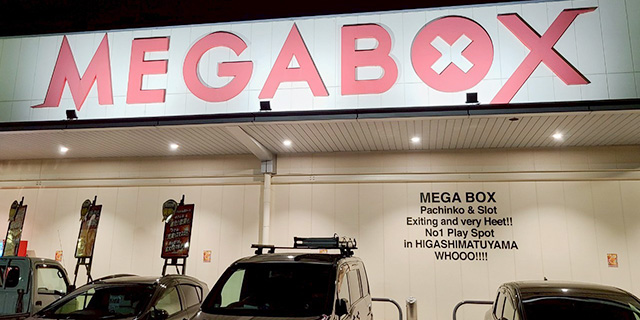 MEGABOX
MEGA BOX
Pachinko & Slot
Exiting and very Heet!!
No1 Play Spot
in HIGASHIMATUYAMA
WHOOO!!!!